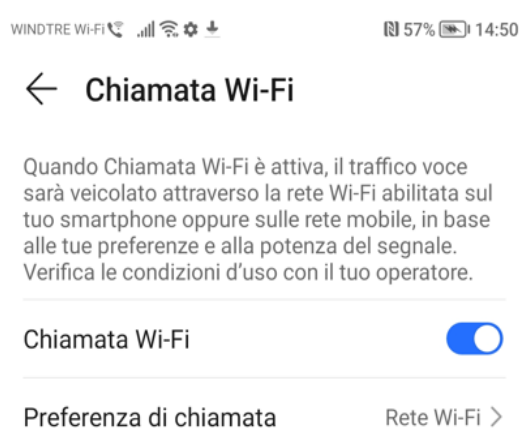 WINDTRE Wi-Fi 57% 14:50
Chiamata Wi-Fi
Quando Chiamata Wi-Fi è attiva, il traffico voce
sarà veicolato attraverso la rete Wi-Fi abilitata sul
tuo smartphone oppure sulle rete mobile, in base
alle tue preferenze e alla potenza del segnale.
Verifica le condizioni d'uso con il tuo operatore.
Chiamata Wi-Fi
Preferenza di chiamata Rete Wi-Fi